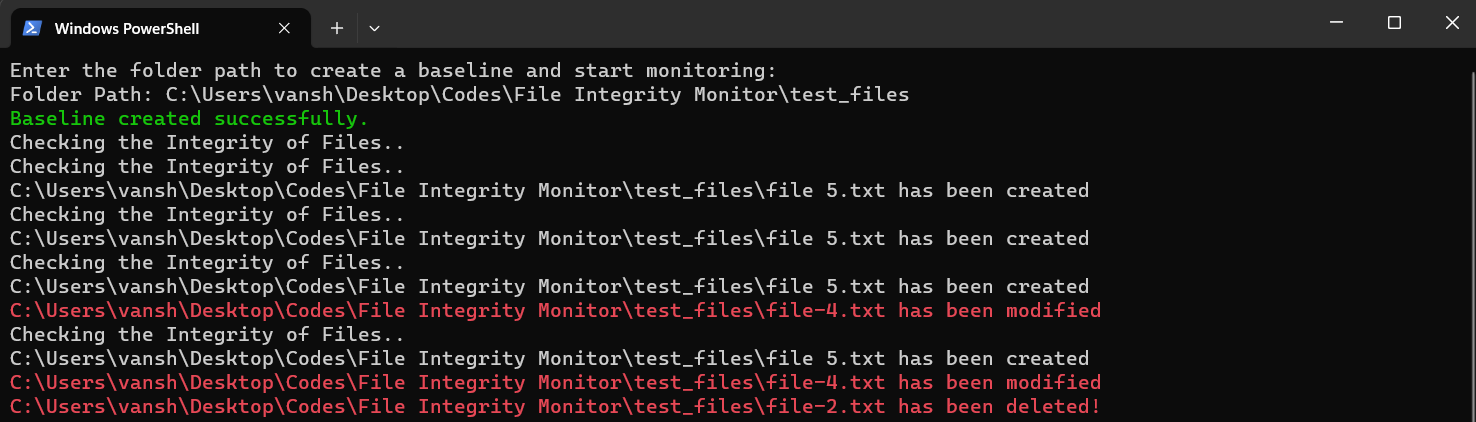 Windows PowerShell
Enter the folder path to create a baseline and start monitoring:
Folder Path: C:\Users\vansh\Desktop\Codes\File Integrity Monitor\test_files
Baseline created successfully.
Checking the Integrity of Files..
Checking the Integrity of Files..
C:\Users\vansh\Desktop\Codes\File Integrity Monitor\test_files\file 5.txt has been created
Checking the Integrity of Files..
C:\Users\vansh\Desktop\Codes\File Integrity Monitor\test_files\file 5.txt has been created
Checking the Integrity of Files..
C:\Users\vansh\Desktop\Codes\File Integrity Monitor\test_files\file 5.txt has been created
C:\Users\vansh\Desktop\Codes\File Integrity Monitor\test_files\file-4.txt has been modified
Checking the Integrity of Files..
C:\Users\vansh\Desktop\Codes\File Integrity Monitor\test_files\file 5.txt has been created
C:\Users\vansh\Desktop\Codes\File Integrity Monitor\test_files\file-4.txt has been modified
C:\Users\vansh\Desktop\Codes\File Integrity Monitor\test_files\file-2.txt has been deleted!